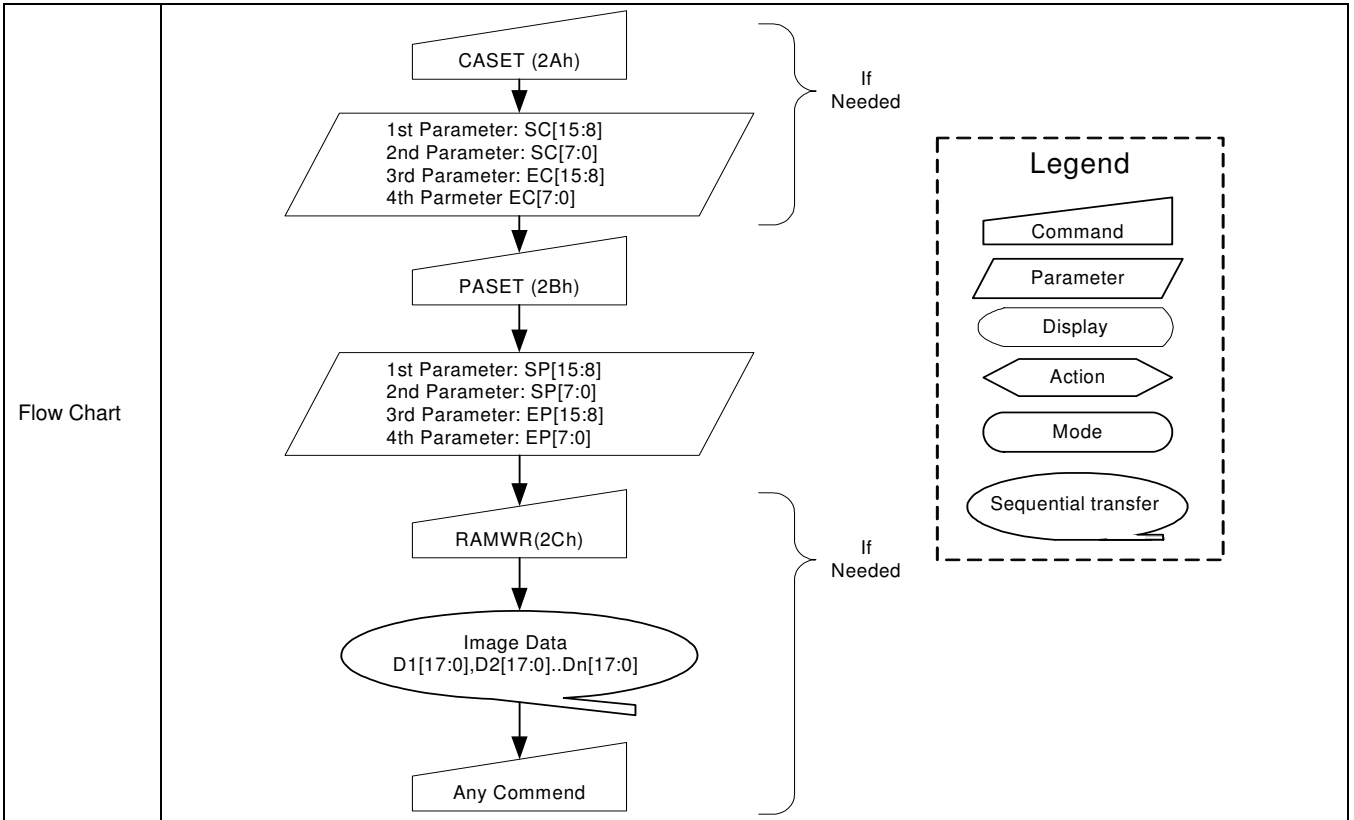 Flow Chart
CASET (2Ah)
If
Needed
1st Parameter: SC[15:8]
2nd Parameter: SC[7:0]
3rd Parameter: EC[15:8]
4th Parmeter EC[7:0]
PASET (2Bh)
1st Parameter: SP[15:8]
2nd Parameter: SP[7:0]
3rd Parameter: EP[15:8]
4th Parameter: EP[7:0]
RAMWR(2Ch)
If
Needed
Image Data
D1[17:0],D2[17:0]..Dn[17:0]
Any Commend
Legend
Command
Parameter
Display
Action
Mode
Sequential transfer